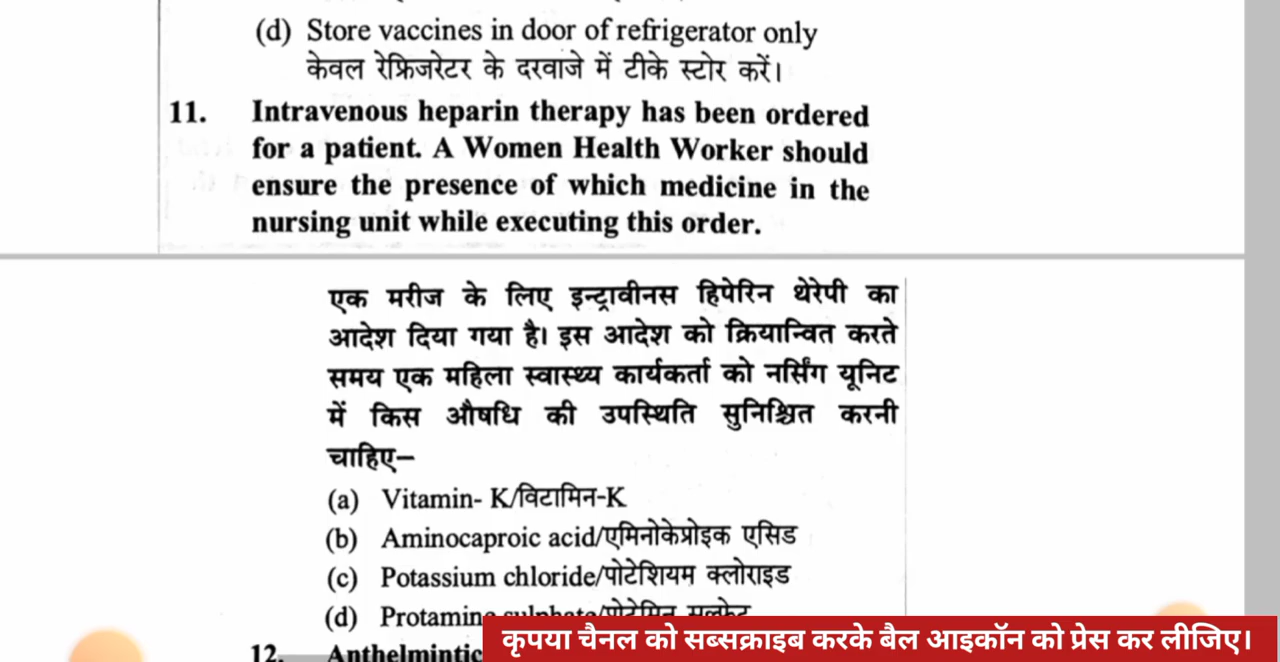 (d) Store vaccines in door of refrigerator only
केवल रेफ्रिजरेटर के दरवाजे में टीके स्टोर करें।
11. Intravenous heparin therapy has been ordered
for a patient. A Women Health Worker should
ensure the presence of which medicine in the
nursing unit while executing this order.
एक मरीज के लिए इन्ट्रावीनस हिपेरिन थेरेपी का
आदेश दिया गया है। इस आदेश को क्रियान्वित करते
समय एक महिला स्वास्थ्य कार्यकर्ता को नर्सिंग यूनिट
में किस औषधि की उपस्थिति सुनिश्चित करनी
चाहिए–
(a) Vitamin- K/विटामिन-K
(b) Aminocaproic acid/एमिनोकेप्रोइक एसिड
(c) Potassium chloride/पोटेशियम क्लोराइड
(d) Protamine sulphate/प्रोटेमिन सल्फेट
12. Anthelmintic
कृपया चैनल को सब्सक्राइब करके बैल आइकॉन को प्रेस कर लीजिए।